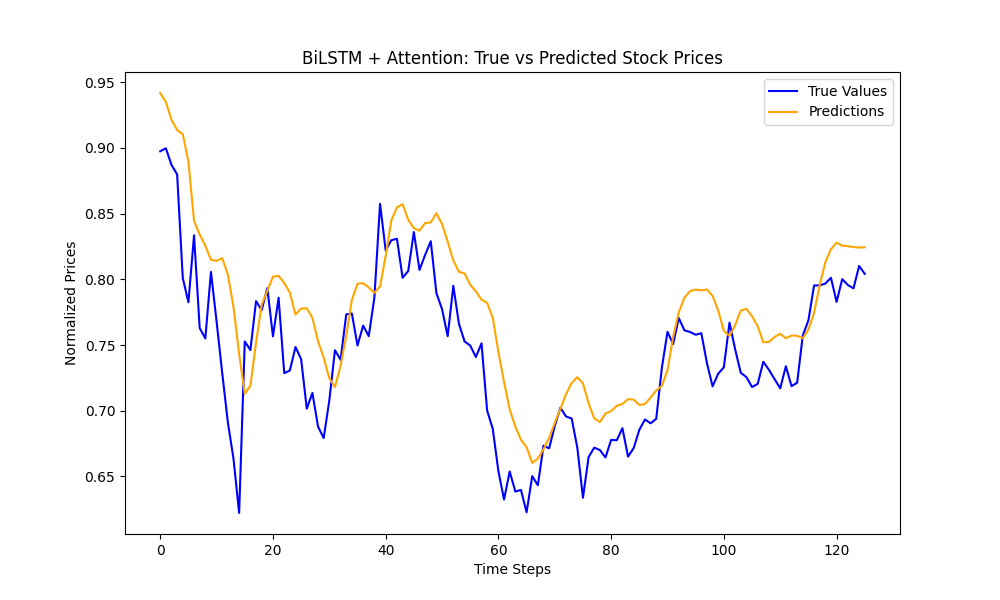 BiLSTM + Attention: True vs Predicted Stock Prices
True Values
Predictions
Normalized Prices
0.95
0.90
0.85
0.80
0.75
0.70
0.65
0 20 40 60 80 100 120
Time Steps